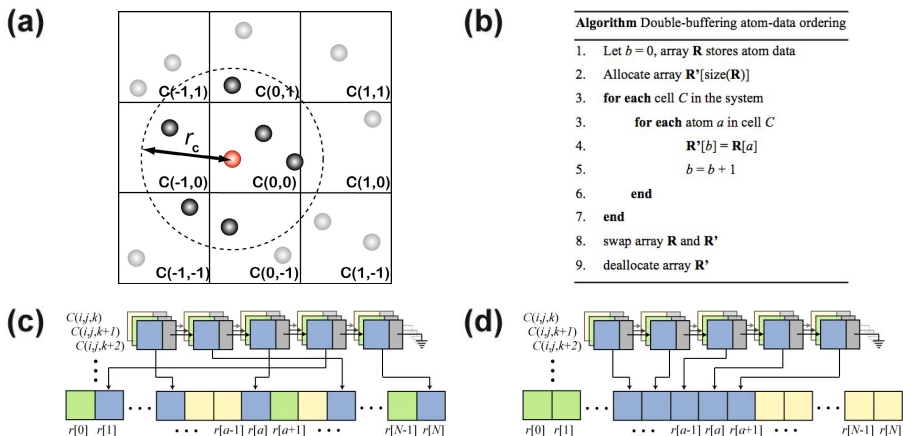 (a)
C(-1,1) C(0,1) C(1,1)
r_c
C(-1,0) C(0,0) C(1,0)
C(-1,-1) C(0,-1) C(1,-1)
(b)
Algorithm Double-buffering atom-data ordering
1. Let b = 0, array R stores atom data
2. Allocate array R'[size(R)]
3. for each cell C in the system
3. for each atom a in cell C
4. R'[b] = R[a]
5. b = b + 1
6. end
7. end
8. swap array R and R'
9. deallocate array R'
(c)
C(i,j,k)
C(i,j,k+1)
C(i,j,k+2)
r[0] r[1] ••• r[a-1] r[a] r[a+1] ••• r[N-1] r[N]
(d)
C(i,j,k)
C(i,j,k+1)
C(i,j,k+2)
r[0] r[1] ••• r[a-1] r[a] r[a+1] ••• r[N-1] r[N]